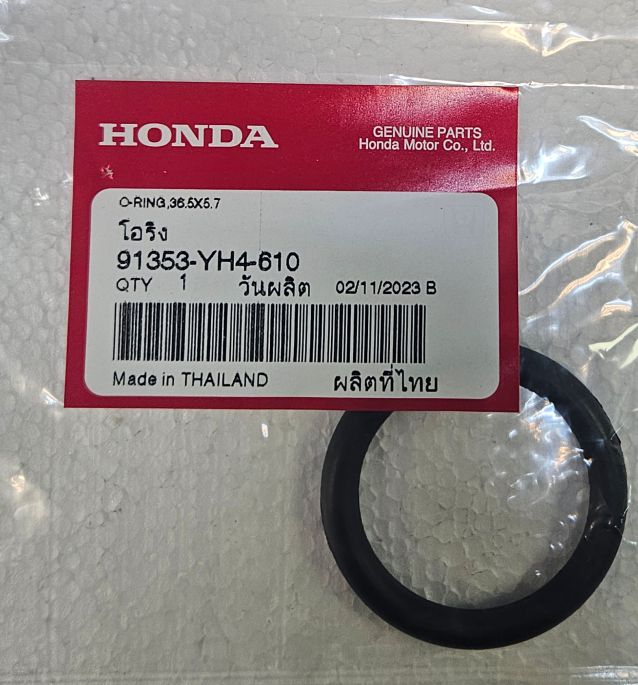 HONDA
GENUINE PARTS
Honda Motor Co., Ltd.
O-RING,36.5X5.7
โอริง
91353-YH4-610
QTY 1 วันผลิต 02/11/2023 B
Made in THAILAND ผลิตที่ไทย